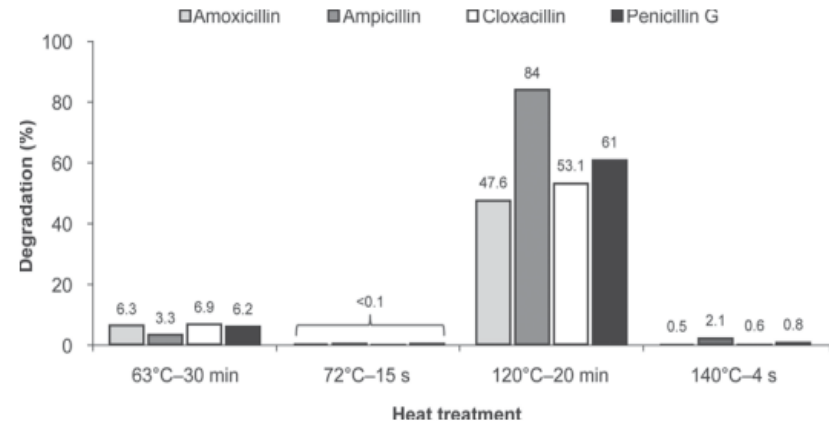 Amoxicillin Ampicillin Cloxacillin Penicillin G
Degradation (%)
100
80
60
40
20
0
6.3 3.3 6.9 6.2
<0.1
47.6 84 53.1 61
0.5 2.1 0.6 0.8
63°C–30 min 72°C–15 s 120°C–20 min 140°C–4 s
Heat treatment